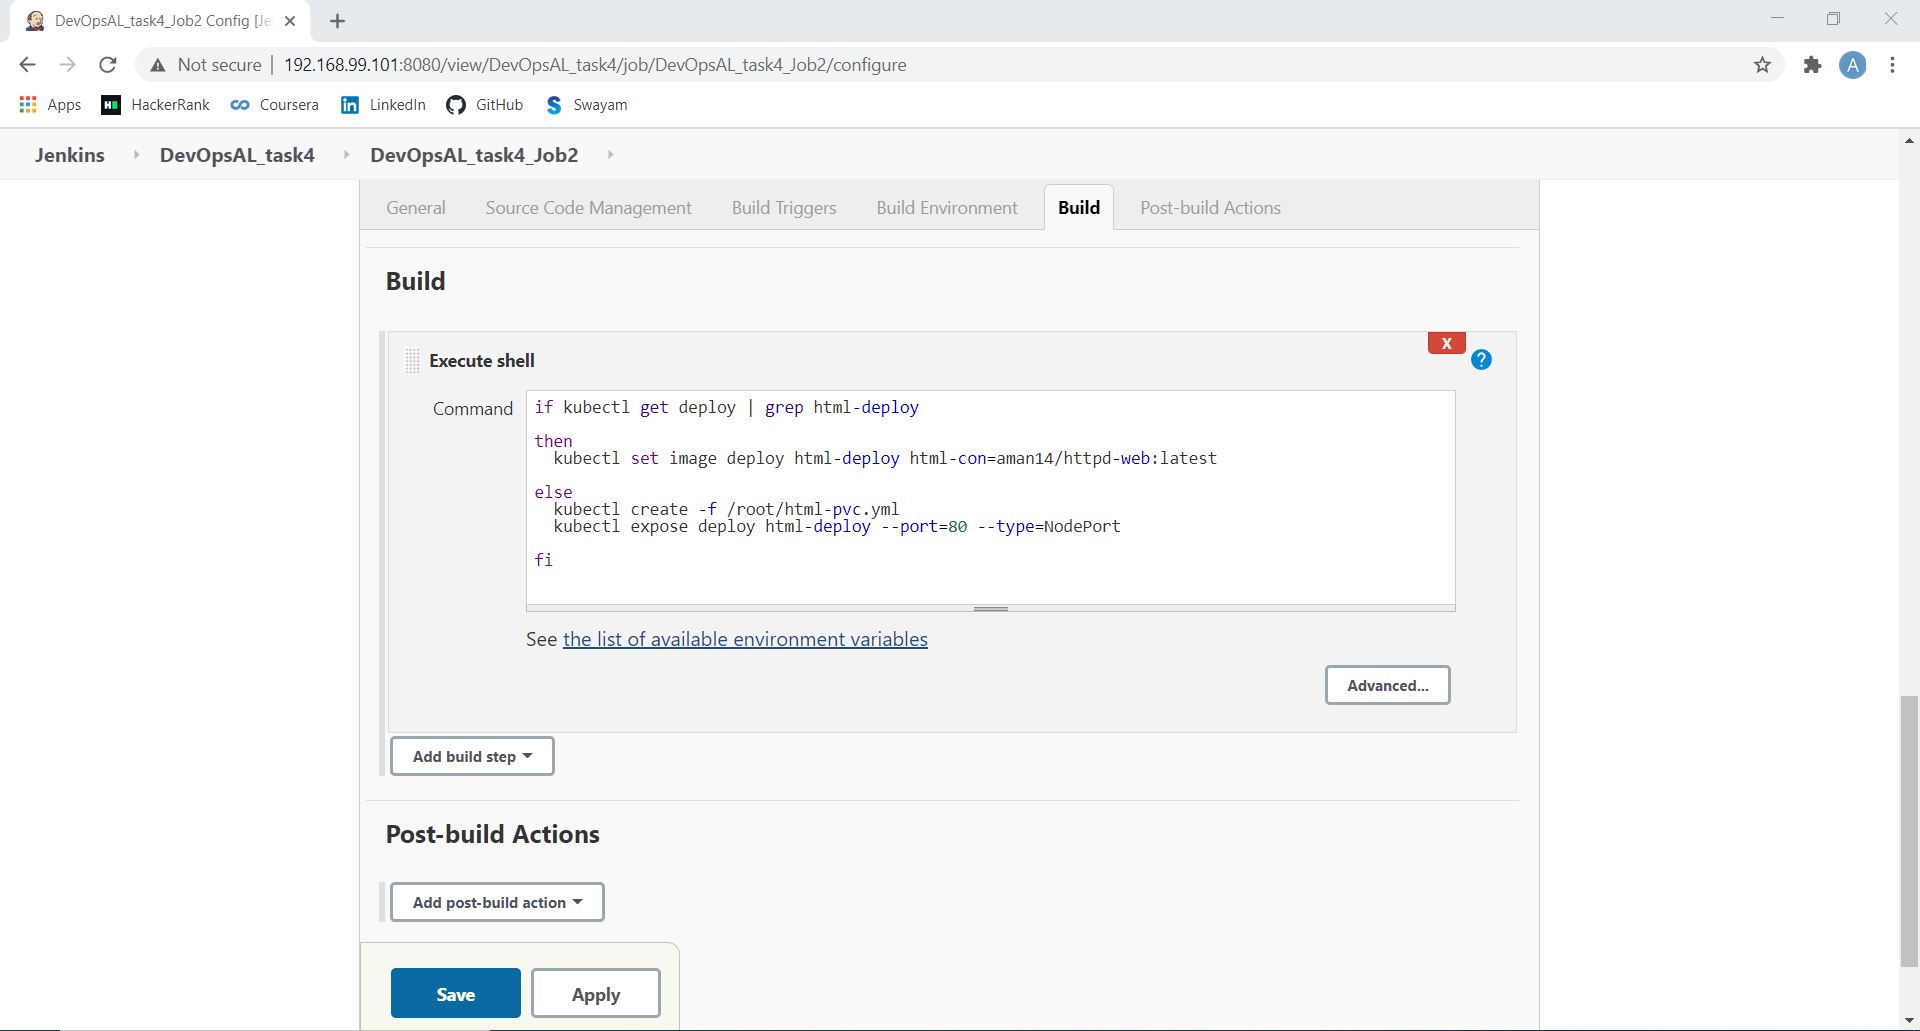 DevOpsAL_task4_Job2 Config [Je
Not secure 192.168.99.101:8080/view/DevOpsAL_task4/job/DevOpsAL_task4_Job2/configure A
Apps HackerRank Coursera LinkedIn GitHub Swayam
Jenkins DevOpsAL_task4 DevOpsAL_task4_Job2
General Source Code Management Build Triggers Build Environment Build Post-build Actions
Build
X
Execute shell ?
Command
if kubectl get deploy | grep html-deploy
then
kubectl set image deploy html-deploy html-con=aman14/httpd-web:latest
else
kubectl create -f /root/html-pvc.yml
kubectl expose deploy html-deploy --port=80 --type=NodePort
fi
See the list of available environment variables
Advanced...
Add build step
Post-build Actions
Add post-build action
Save Apply